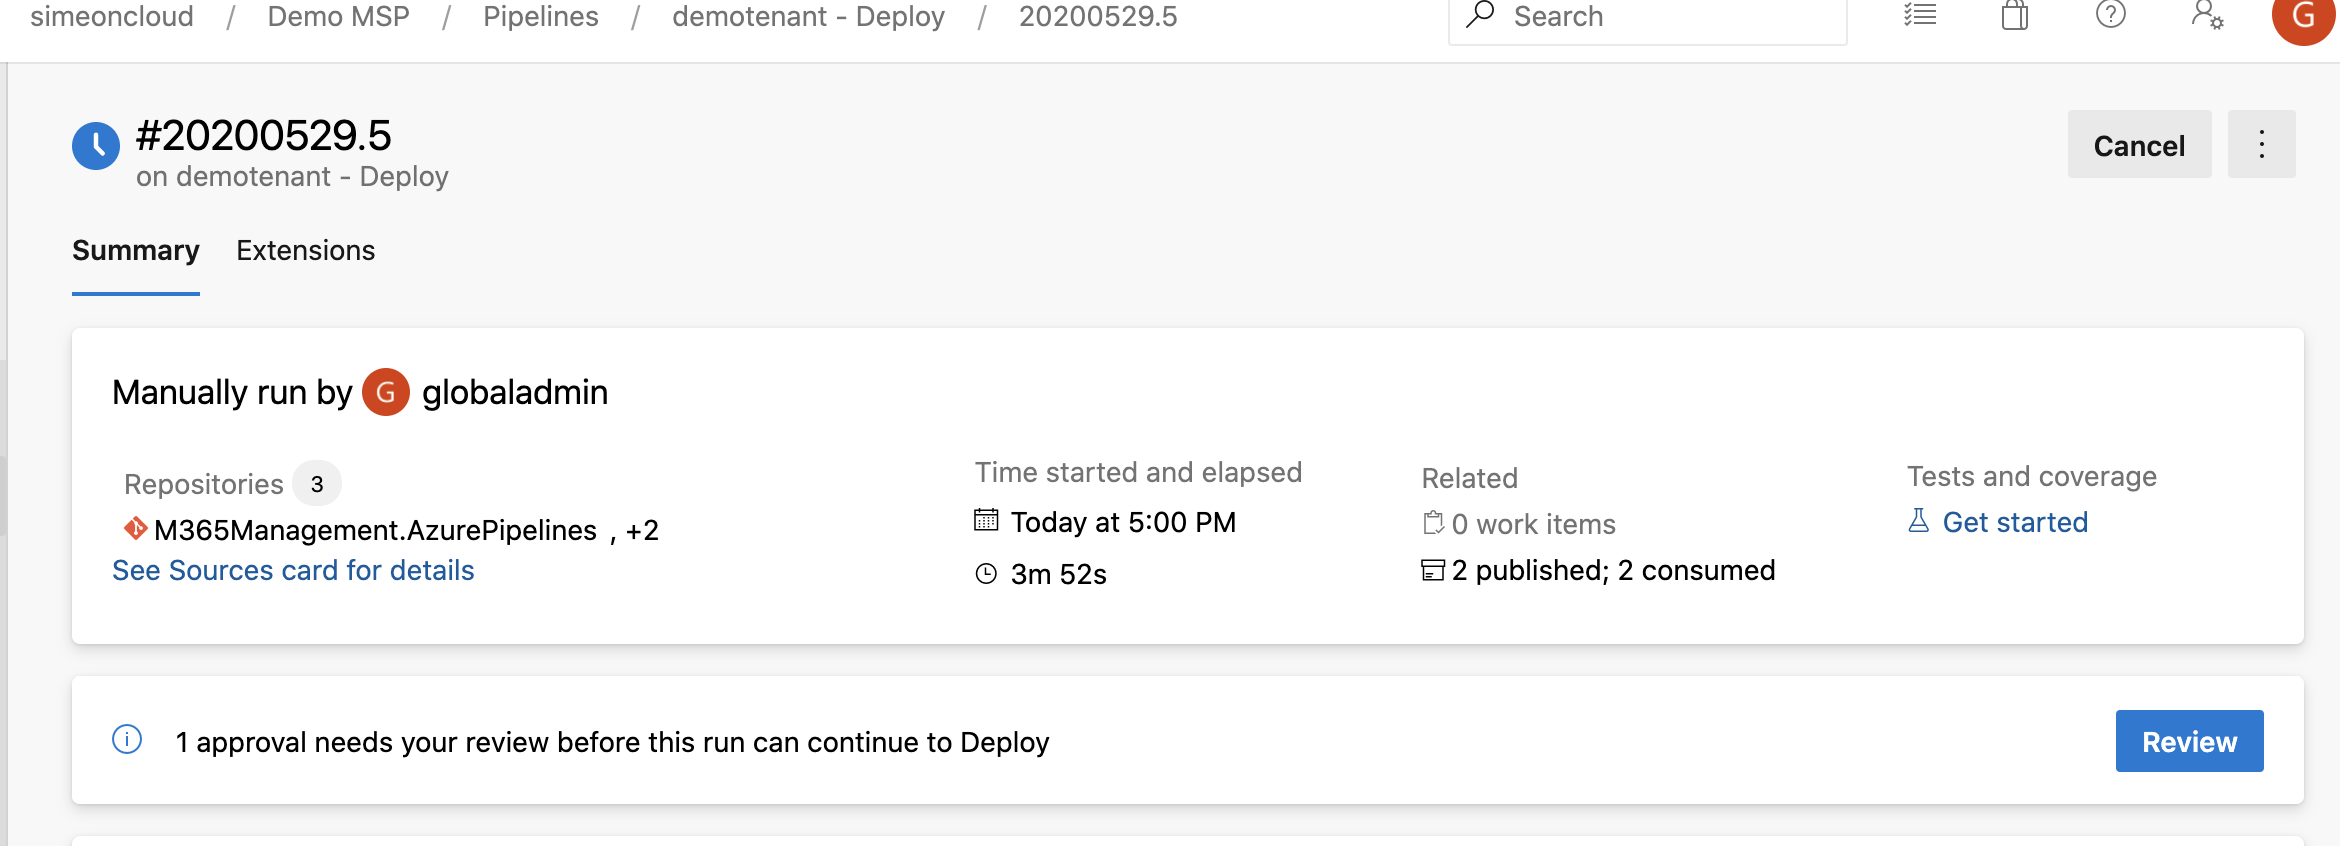 simeoncloud / Demo MSP / Pipelines / demotenant - Deploy / 20200529.5
Search
G
#20200529.5
on demotenant - Deploy
Cancel
Summary Extensions
Manually run by G globaladmin
Repositories 3
M365Management.AzurePipelines , +2
See Sources card for details
Time started and elapsed
Today at 5:00 PM
3m 52s
Related
0 work items
2 published; 2 consumed
Tests and coverage
Get started
1 approval needs your review before this run can continue to Deploy
Review